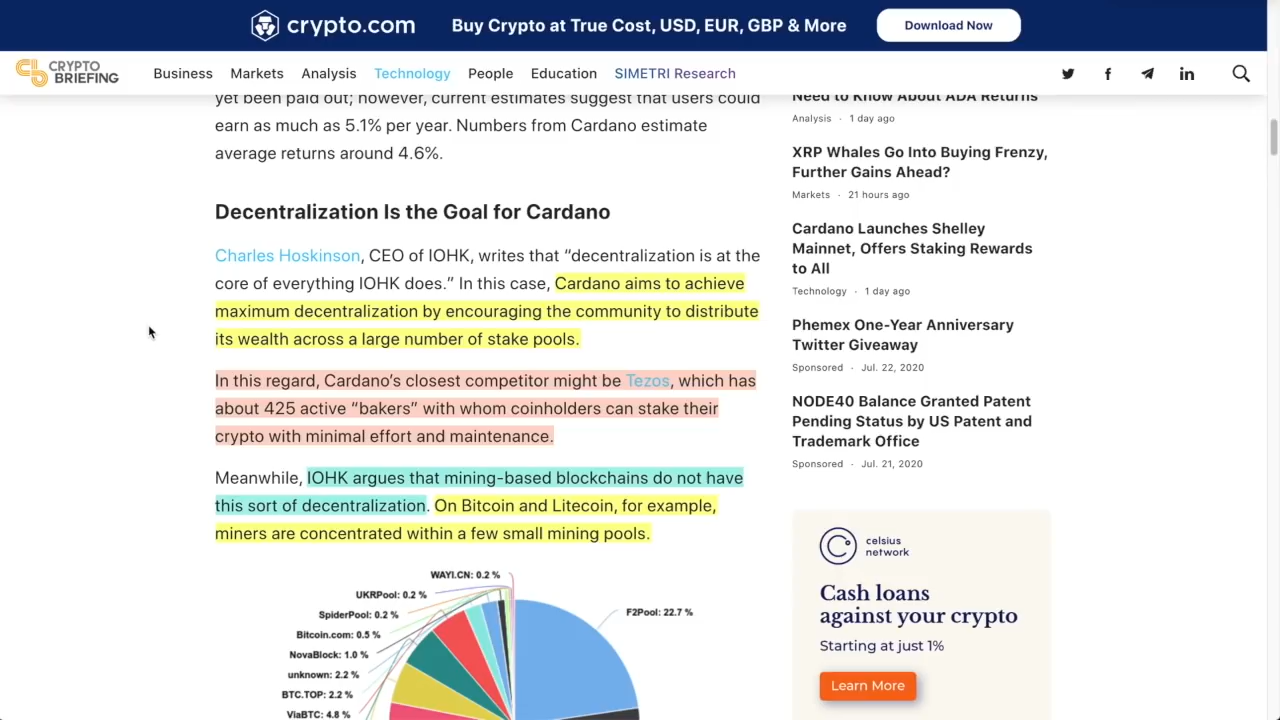 crypto.com
Buy Crypto at True Cost, USD, EUR, GBP & More
Download Now
CRYPTO
BRIEFING
Business Markets Analysis Technology People Education SIMETRI Research
yet been paid out; however, current estimates suggest that users could
earn as much as 5.1% per year. Numbers from Cardano estimate
average returns around 4.6%.
Decentralization Is the Goal for Cardano
Charles Hoskinson, CEO of IOHK, writes that “decentralization is at the
core of everything IOHK does.” In this case, Cardano aims to achieve
maximum decentralization by encouraging the community to distribute
its wealth across a large number of stake pools.
In this regard, Cardano’s closest competitor might be Tezos, which has
about 425 active “bakers” with whom coinholders can stake their
crypto with minimal effort and maintenance.
Meanwhile, IOHK argues that mining-based blockchains do not have
this sort of decentralization. On Bitcoin and Litecoin, for example,
miners are concentrated within a few small mining pools.
WAYI.CN: 0.2 %
UKRPool: 0.2 %
SpiderPool: 0.2 %
Bitcoin.com: 0.5 %
NovaBlock: 1.0 %
unknown: 2.2 %
BTC.TOP: 2.2 %
ViaBTC: 4.8 %
F2Pool: 22.7 %
Need to Know About ADA Returns
Analysis · 1 day ago
XRP Whales Go Into Buying Frenzy,
Further Gains Ahead?
Markets · 21 hours ago
Cardano Launches Shelley
Mainnet, Offers Staking Rewards
to All
Technology · 1 day ago
Phemex One-Year Anniversary
Twitter Giveaway
Sponsored · Jul. 22, 2020
NODE40 Balance Granted Patent
Pending Status by US Patent and
Trademark Office
Sponsored · Jul. 21, 2020
celsius
network
Cash loans
against your crypto
Starting at just 1%
Learn More